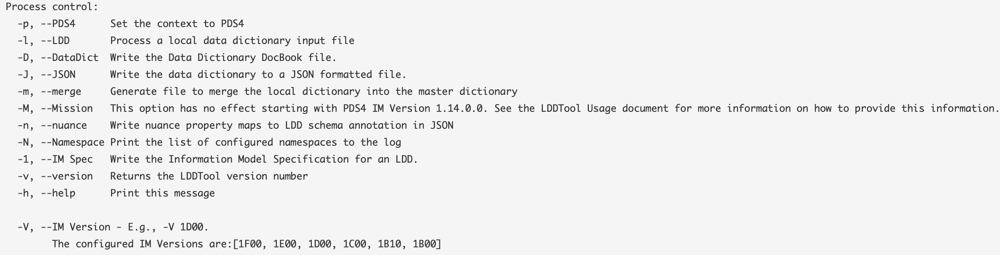 Process control:
  -p, --PDS4      Set the context to PDS4
  -l, --LDD       Process a local data dictionary input file
  -D, --DataDict  Write the Data Dictionary DocBook file.
  -J, --JSON      Write the data dictionary to a JSON formatted file.
  -m, --merge     Generate file to merge the local dictionary into the master dictionary
  -M, --Mission   This option has no effect starting with PDS4 IM Version 1.14.0.0. See the LDDTool Usage document for more information on how to provide this information.
  -n, --nuance    Write nuance property maps to LDD schema annotation in JSON
  -N, --Namespace Print the list of configured namespaces to the log
  -1, --IM Spec   Write the Information Model Specification for an LDD.
  -v, --version   Returns the LDDTool version number
  -h, --help      Print this message

  -V, --IM Version - E.g., -V 1D00.
        The configured IM Versions are:[1F00, 1E00, 1D00, 1C00, 1B10, 1B00]